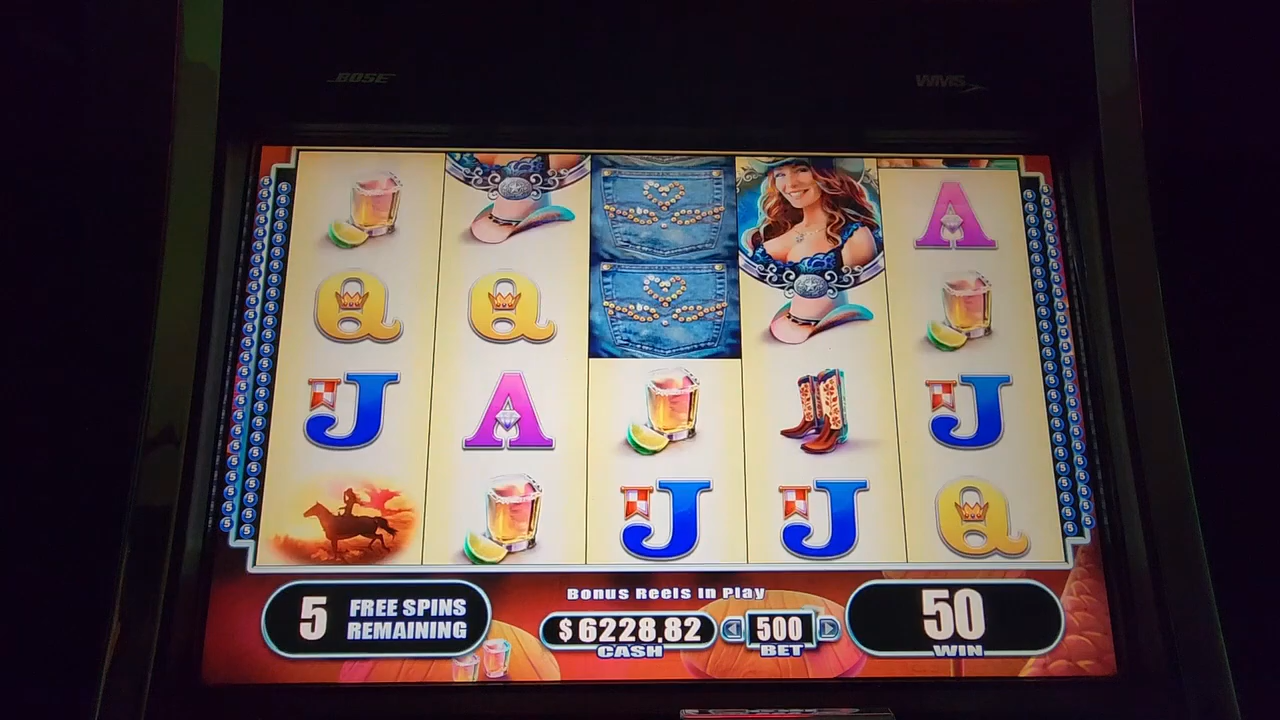 BOSE
WMS
A
Q Q
J A J
J J Q
5 FREE SPINS REMAINING
Bonus Reels In Play
$6228.82
CASH
500
BET
50
WIN